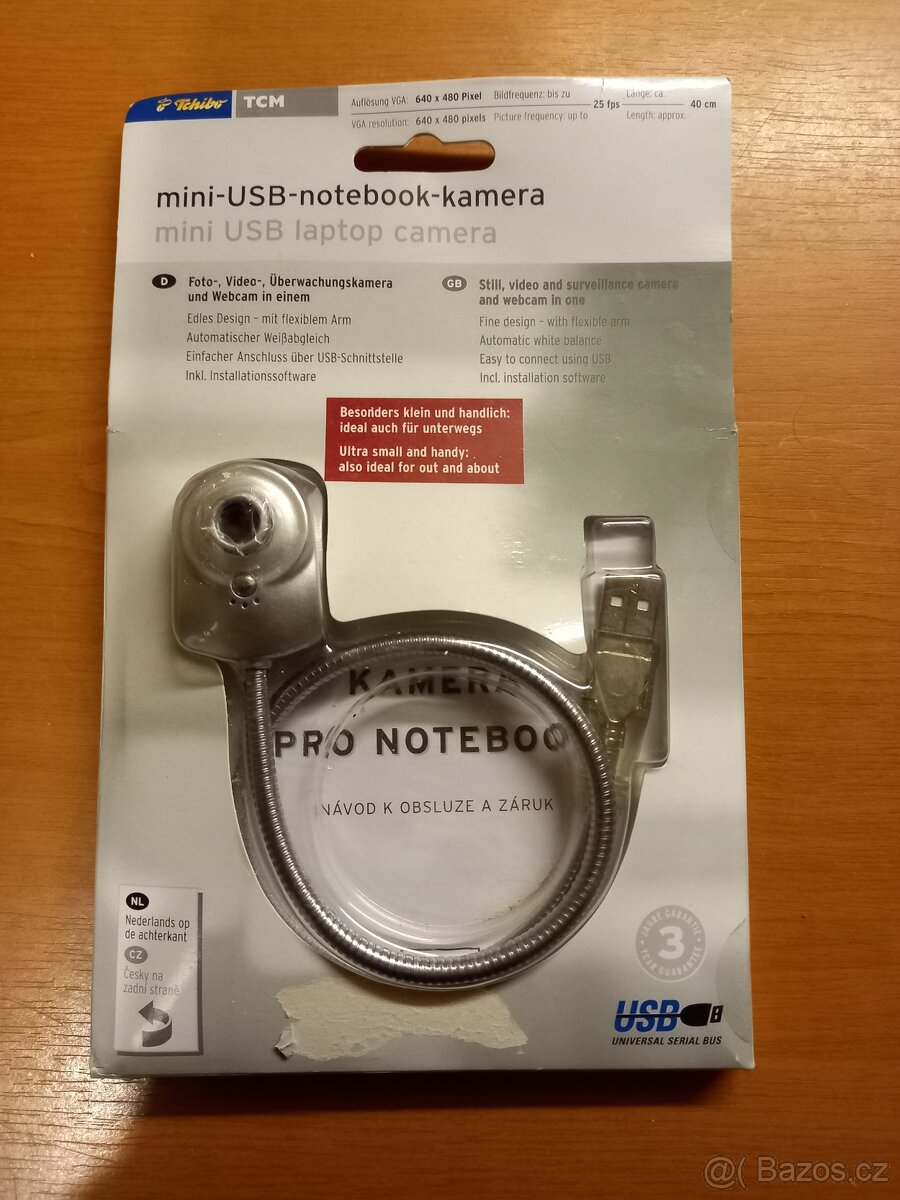 Tchibo TCM
Auflösung VGA: 640 x 480 Pixel Bildfrequenz: bis zu 25 fps Länge: ca. 40 cm
VGA resolution: 640 x 480 pixels Picture frequency: up to Length: approx.
mini-USB-notebook-kamera
mini USB laptop camera
D Foto-, Video-, Überwachungskamera
und Webcam in einem
Edles Design – mit flexiblem Arm
Automatischer Weißabgleich
Einfacher Anschluss über USB-Schnittstelle
Inkl. Installationssoftware
GB Still, video and surveillance camera
and webcam in one
Fine design – with flexible arm
Automatic white balance
Easy to connect using USB
Incl. installation software
Besonders klein und handlich:
ideal auch für unterwegs
Ultra small and handy:
also ideal for out and about
KAMERA
PRO NOTEBOO
NÁVOD K OBSLUZE A ZÁRUK
NL
Nederlands op
de achterkant
CZ
Česky na
zadní straně
JAHRE GARANTIE
3
YEAR GUARANTEE
USB
UNIVERSAL SERIAL BUS
@( Bazos.cz